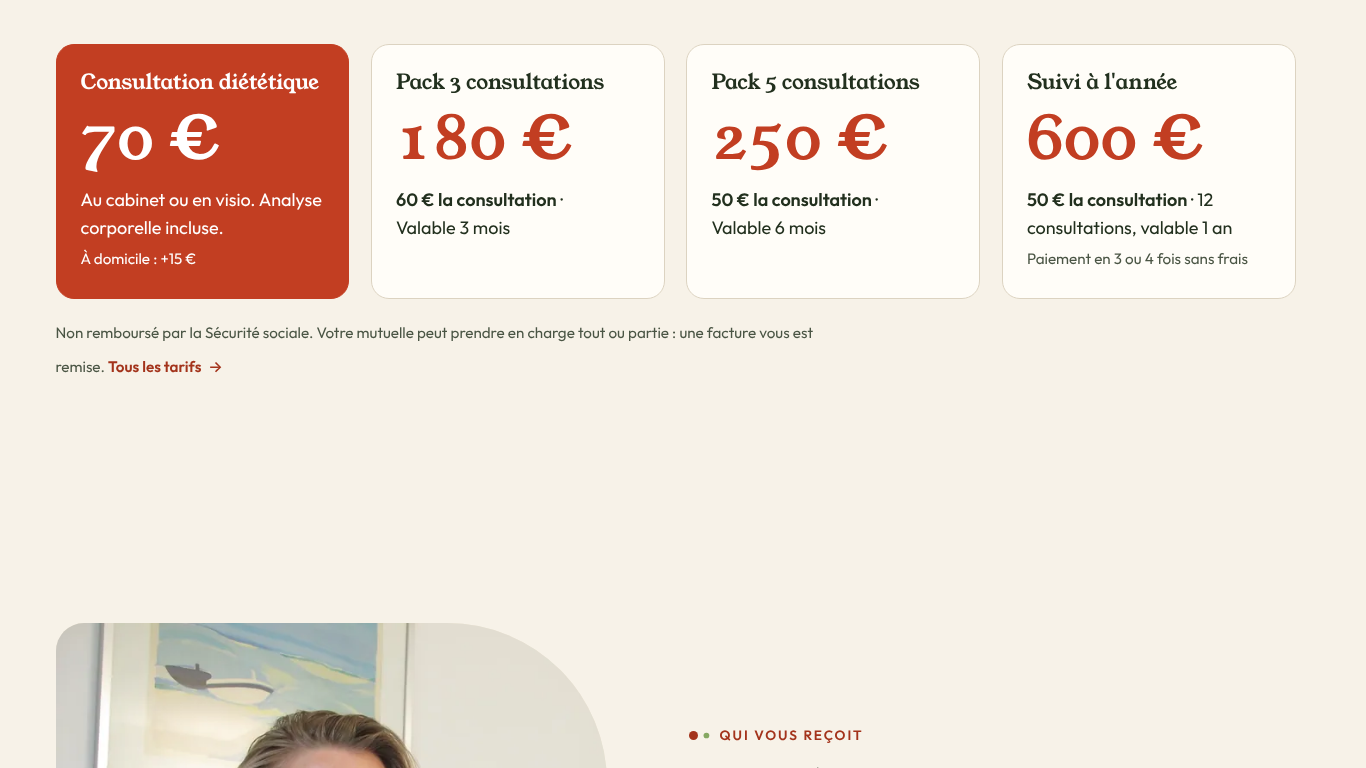 Consultation diététique
70 €
Au cabinet ou en visio. Analyse
corporelle incluse.
À domicile : +15 €
Pack 3 consultations
180 €
60 € la consultation ·
Valable 3 mois
Pack 5 consultations
250 €
50 € la consultation ·
Valable 6 mois
Suivi à l'année
600 €
50 € la consultation · 12
consultations, valable 1 an
Paiement en 3 ou 4 fois sans frais
Non remboursé par la Sécurité sociale. Votre mutuelle peut prendre en charge tout ou partie : une facture vous est
remise. Tous les tarifs →
QUI VOUS REÇOIT